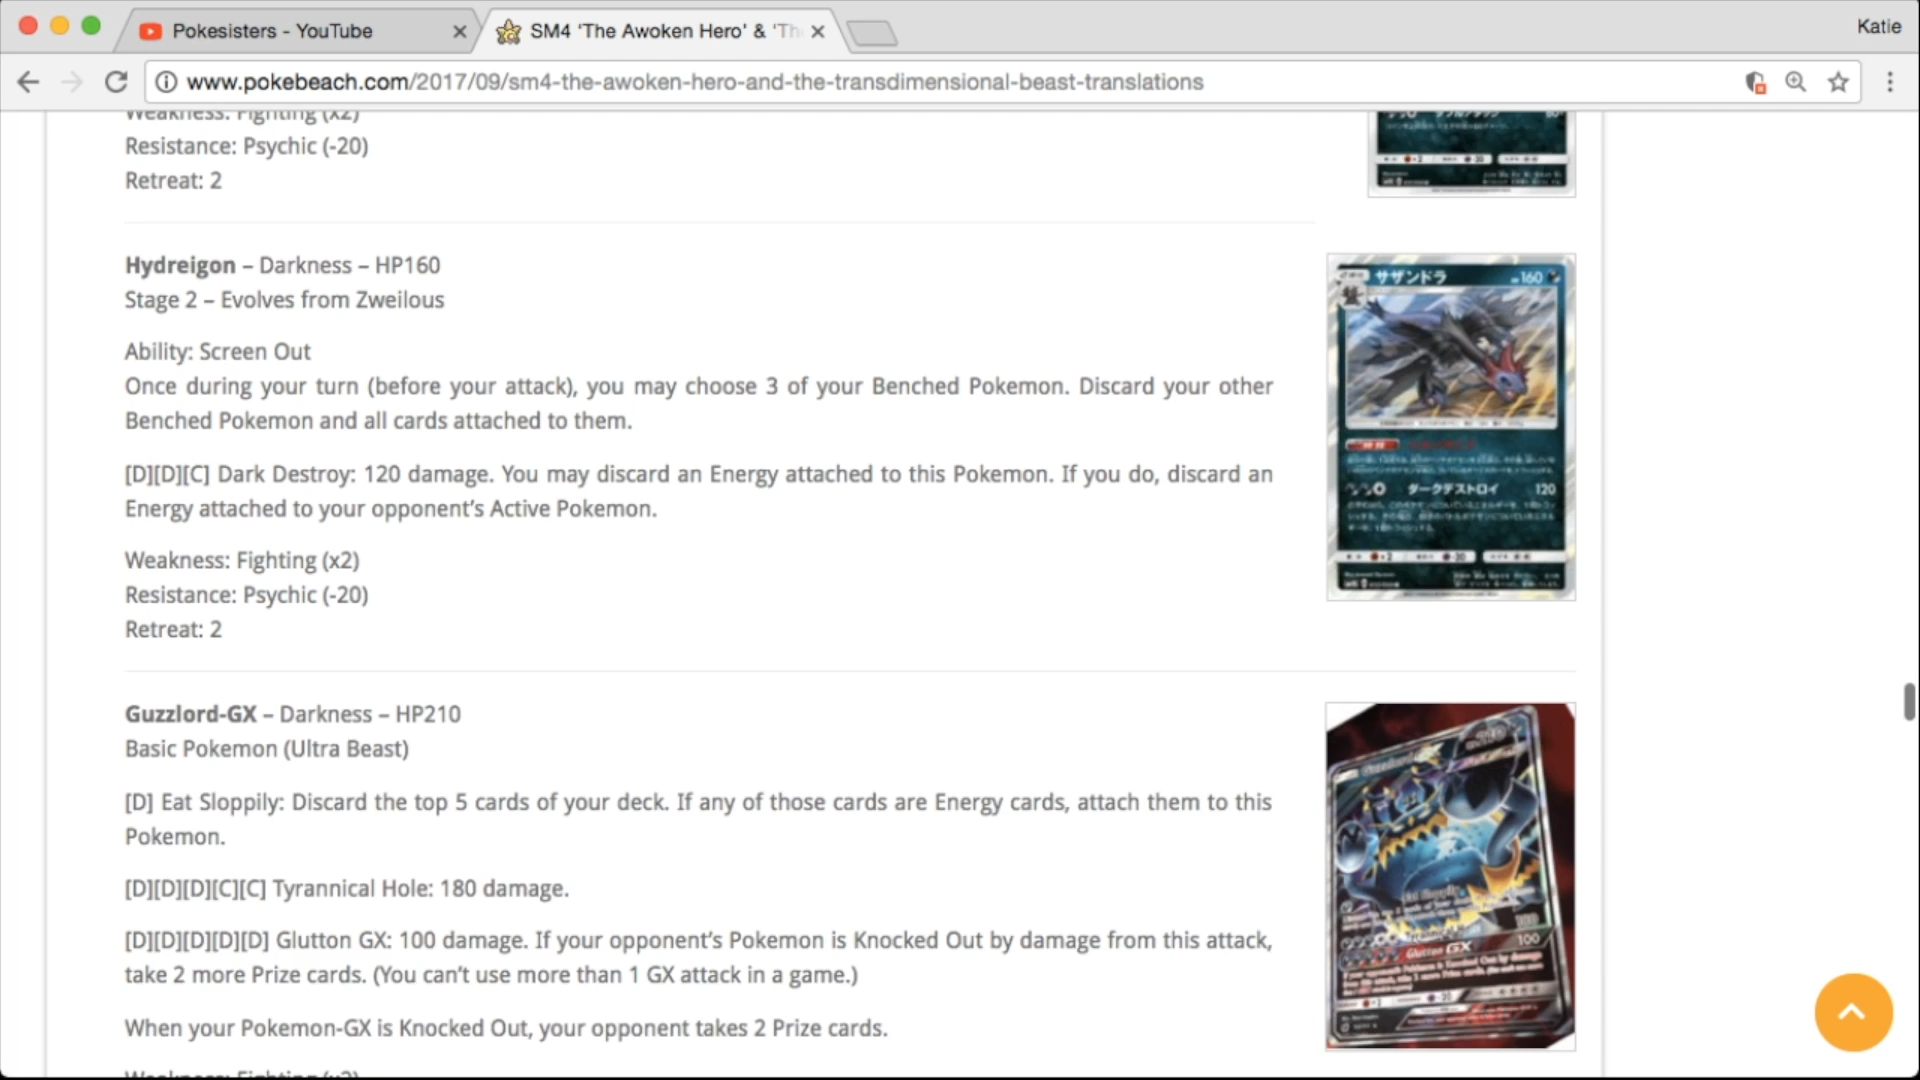 Pokesisters - YouTube
SM4 'The Awoken Hero' & 'Th
Katie
www.pokebeach.com/2017/09/sm4-the-awoken-hero-and-the-transdimensional-beast-translations
Weakness: Fighting (x2)
Resistance: Psychic (-20)
Retreat: 2
Hydreigon – Darkness – HP160
Stage 2 – Evolves from Zweilous
Ability: Screen Out
Once during your turn (before your attack), you may choose 3 of your Benched Pokemon. Discard your other
Benched Pokemon and all cards attached to them.
[D][D][C] Dark Destroy: 120 damage. You may discard an Energy attached to this Pokemon. If you do, discard an
Energy attached to your opponent's Active Pokemon.
Weakness: Fighting (x2)
Resistance: Psychic (-20)
Retreat: 2
サザンドラ 160
ダークデストロイ 120
Guzzlord-GX – Darkness – HP210
Basic Pokemon (Ultra Beast)
[D] Eat Sloppily: Discard the top 5 cards of your deck. If any of those cards are Energy cards, attach them to this
Pokemon.
[D][D][D][C][C] Tyrannical Hole: 180 damage.
[D][D][D][D][D] Glutton GX: 100 damage. If your opponent's Pokemon is Knocked Out by damage from this attack,
take 2 more Prize cards. (You can't use more than 1 GX attack in a game.)
When your Pokemon-GX is Knocked Out, your opponent takes 2 Prize cards.
Weakness: Fighting (x2)
Glutton GX 100